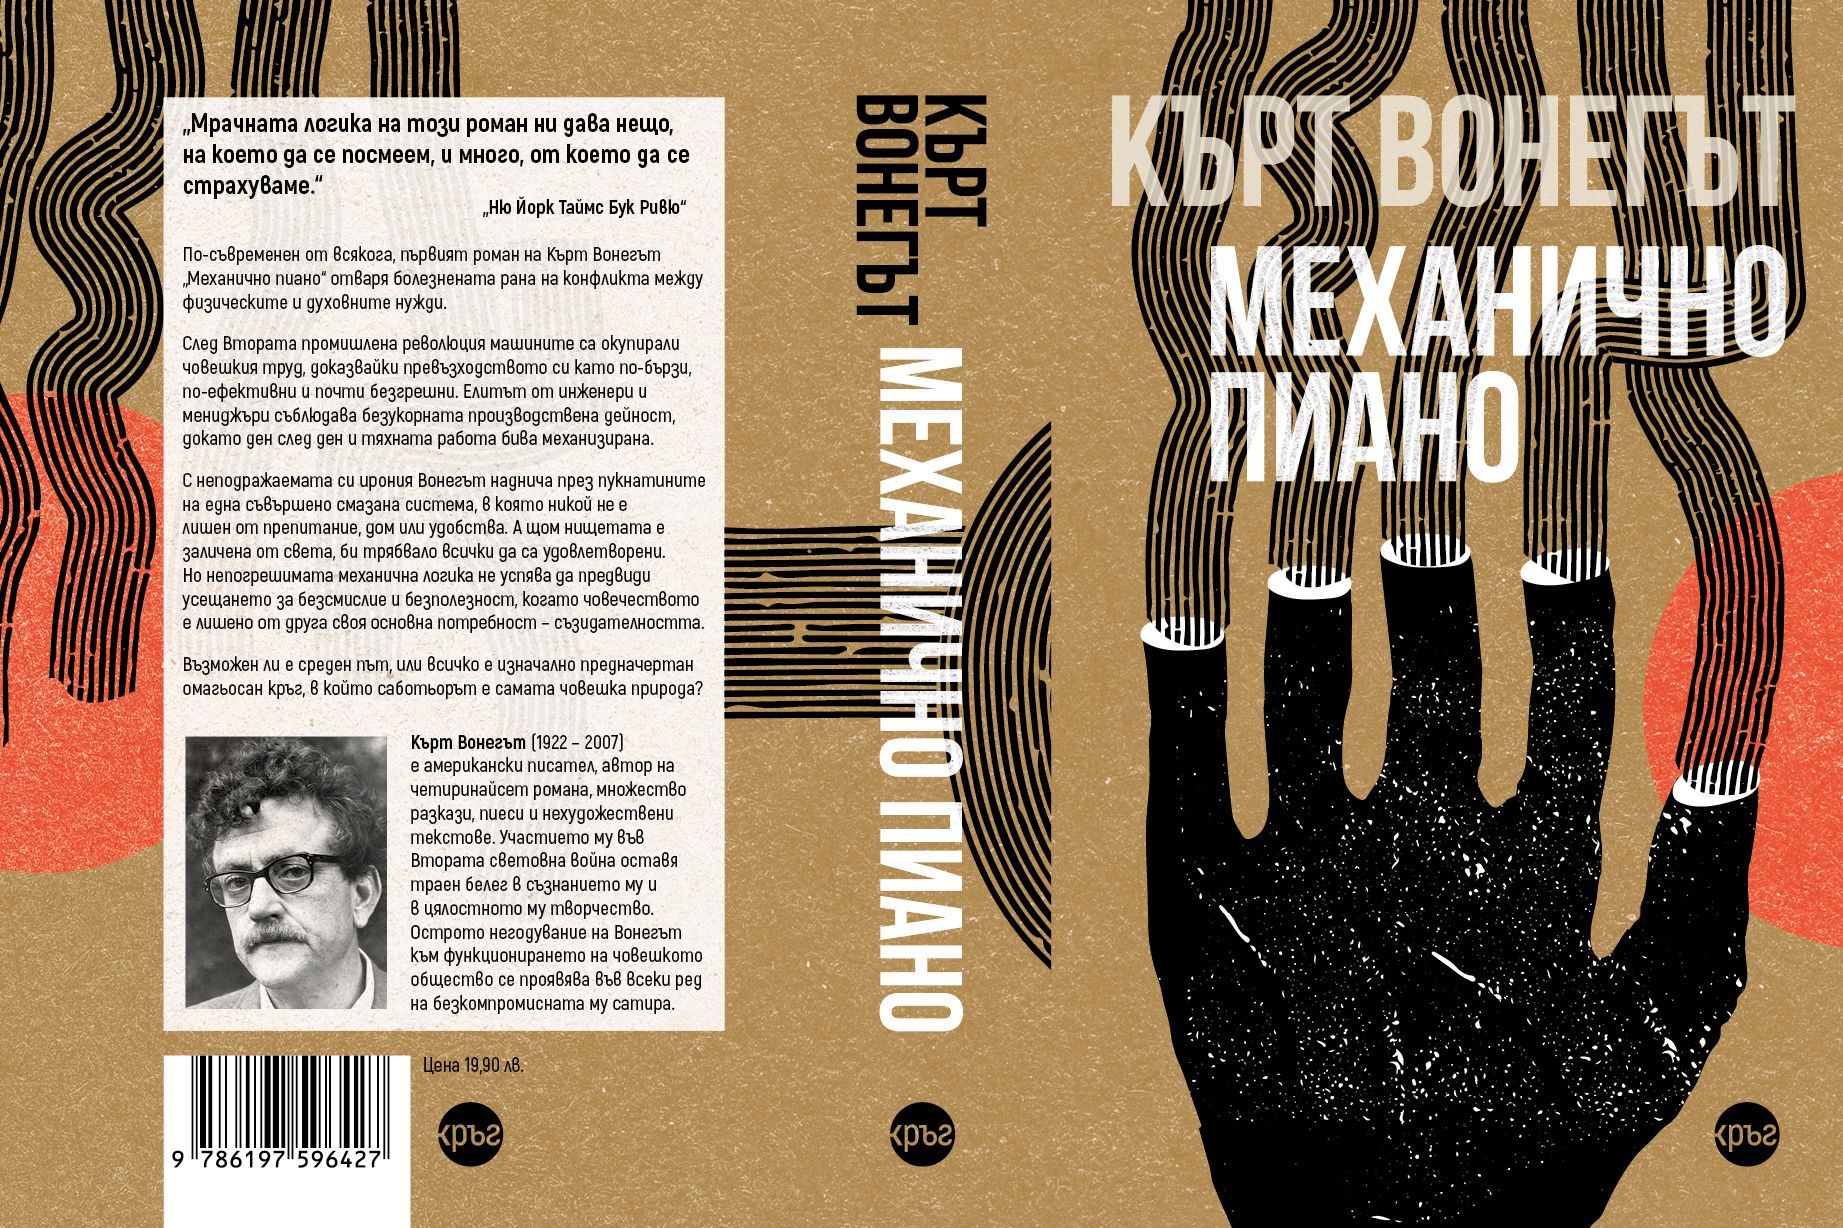 „Мрачната логика на този роман ни дава нещо,
на което да се посмеем, и много, от което да се
страхуваме.“
„Ню Йорк Таймс Бук Ривю“
По-съвременен от всякога, първият роман на Кърт Вонегът
„Механично пиано“ отваря болезнената рана на конфликта между
физическите и духовните нужди.
След Втората промишлена революция машините са окупирали
човешкия труд, доказвайки превъзходството си като по-бързи,
по-ефективни и почти безгрешни. Елитът от инженери и
мениджъри съблюдава безукорната производствена дейност,
докато ден след ден и тяхната работа бива механизирана.
С неподражаемата си ирония Вонегът наднича през пукнатините
на една съвършено смазана система, в която никой не е
лишен от препитание, дом или удобства. А щом нищетата е
заличена от света, би трябвало всички да са удовлетворени.
Но непогрешимата механична логика не успява да предвиди
усещането за безсмислие и безполезност, когато човечеството
е лишено от друга своя основна потребност – съзидателността.
Възможен ли е среден път, или всичко е изначално предначертан
омагьосан кръг, в който саботьорът е самата човешка природа?
Кърт Вонегът (1922 – 2007)
е американски писател, автор на
четиринайсет романа, множество
разкази, пиеси и нехудожествени
текстове. Участието му във
Втората световна война оставя
траен белег в съзнанието му и
в цялостното му творчество.
Острото негодувание на Вонегът
към функционирането на човешкото
общество се проявява във всеки ред
на безкомпромисната му сатира.
Цена 19,90 лв.
9 786197 596427
кръг
КЪРТ
ВОНЕГЪТ
МЕХАНИЧНО ПИАНО
кръг
КЪРТ ВОНЕГЪТ
МЕХАНИЧНО
ПИАНО
кръг